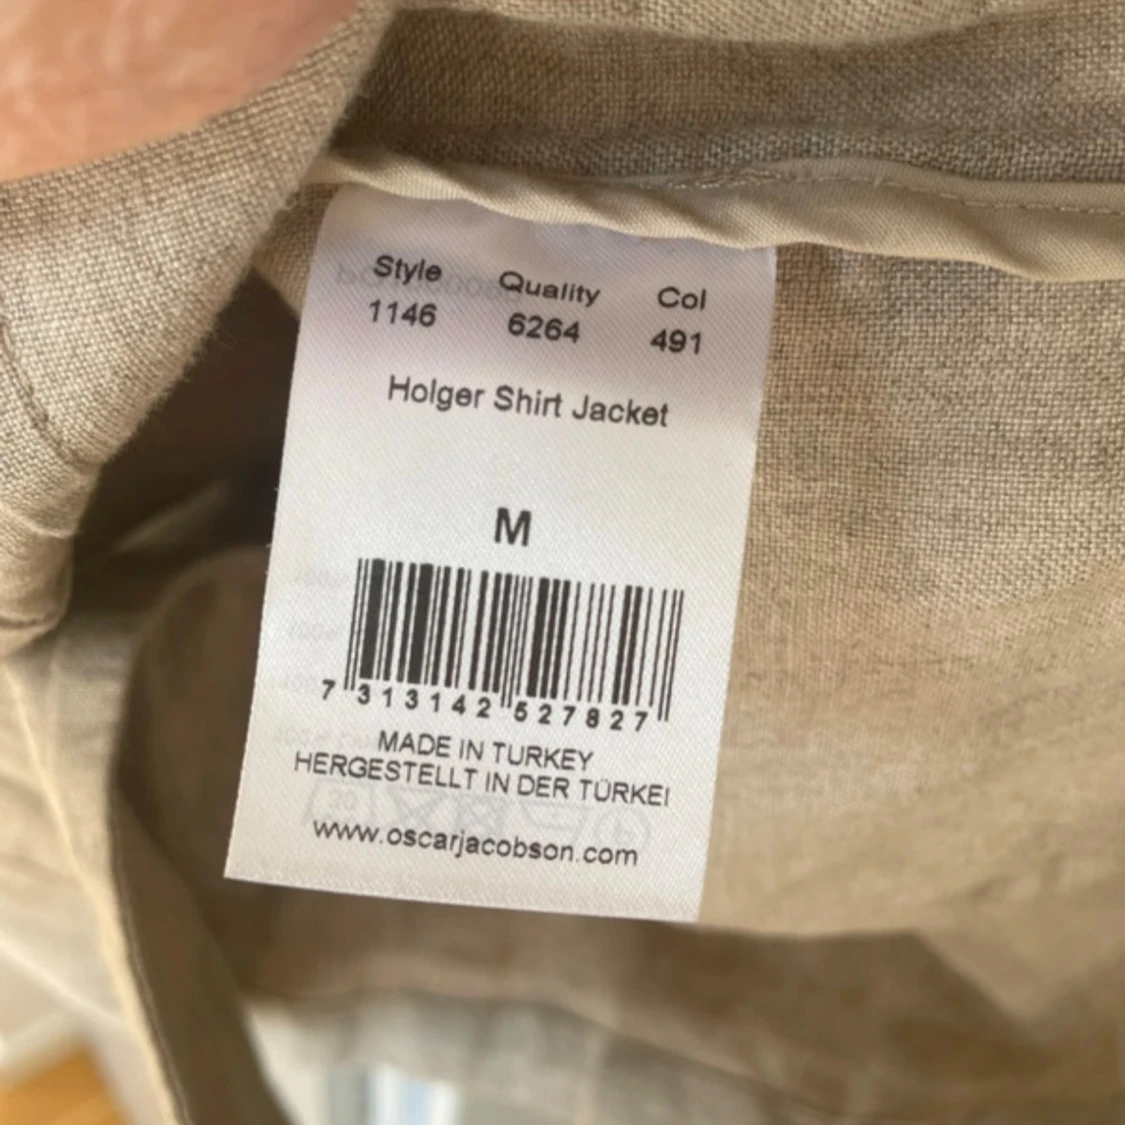 Style Quality Col
1146 6264 491
Holger Shirt Jacket
M
7 313142 527827
MADE IN TURKEY
HERGESTELLT IN DER TÜRKEI
www.oscarjacobson.com